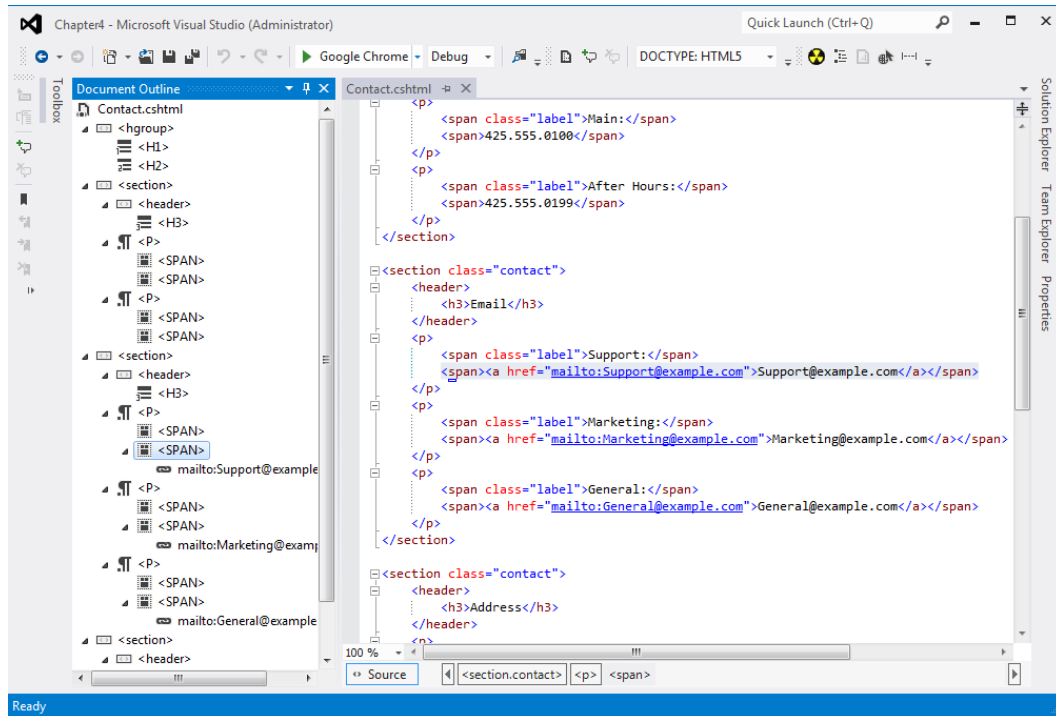 Chapter4 - Microsoft Visual Studio (Administrator)
Quick Launch (Ctrl+Q)
Google Chrome
Debug
DOCTYPE: HTML5
Toolbox
Document Outline
Contact.cshtml
<hgroup>
<H1>
<H2>
<section>
<header>
<H3>
<P>
<SPAN>
<SPAN>
<P>
<SPAN>
<SPAN>
<section>
<header>
<H3>
<P>
<SPAN>
<SPAN>
mailto:Support@example
<P>
<SPAN>
<SPAN>
mailto:Marketing@examp
<P>
<SPAN>
<SPAN>
mailto:General@example
<section>
<header>
Contact.cshtml
<p>
<span class="label">Main:</span>
<span>425.555.0100</span>
</p>
<p>
<span class="label">After Hours:</span>
<span>425.555.0199</span>
</p>
</section>
<section class="contact">
<header>
<h3>Email</h3>
</header>
<p>
<span class="label">Support:</span>
<span><a href="mailto:Support@example.com">Support@example.com</a></span>
</p>
<p>
<span class="label">Marketing:</span>
<span><a href="mailto:Marketing@example.com">Marketing@example.com</a></span>
</p>
<p>
<span class="label">General:</span>
<span><a href="mailto:General@example.com">General@example.com</a></span>
</p>
</section>
<section class="contact">
<header>
<h3>Address</h3>
</header>
<p>
100 %
Source
<section.contact> <p> <span>
Solution Explorer
Team Explorer
Properties
Ready